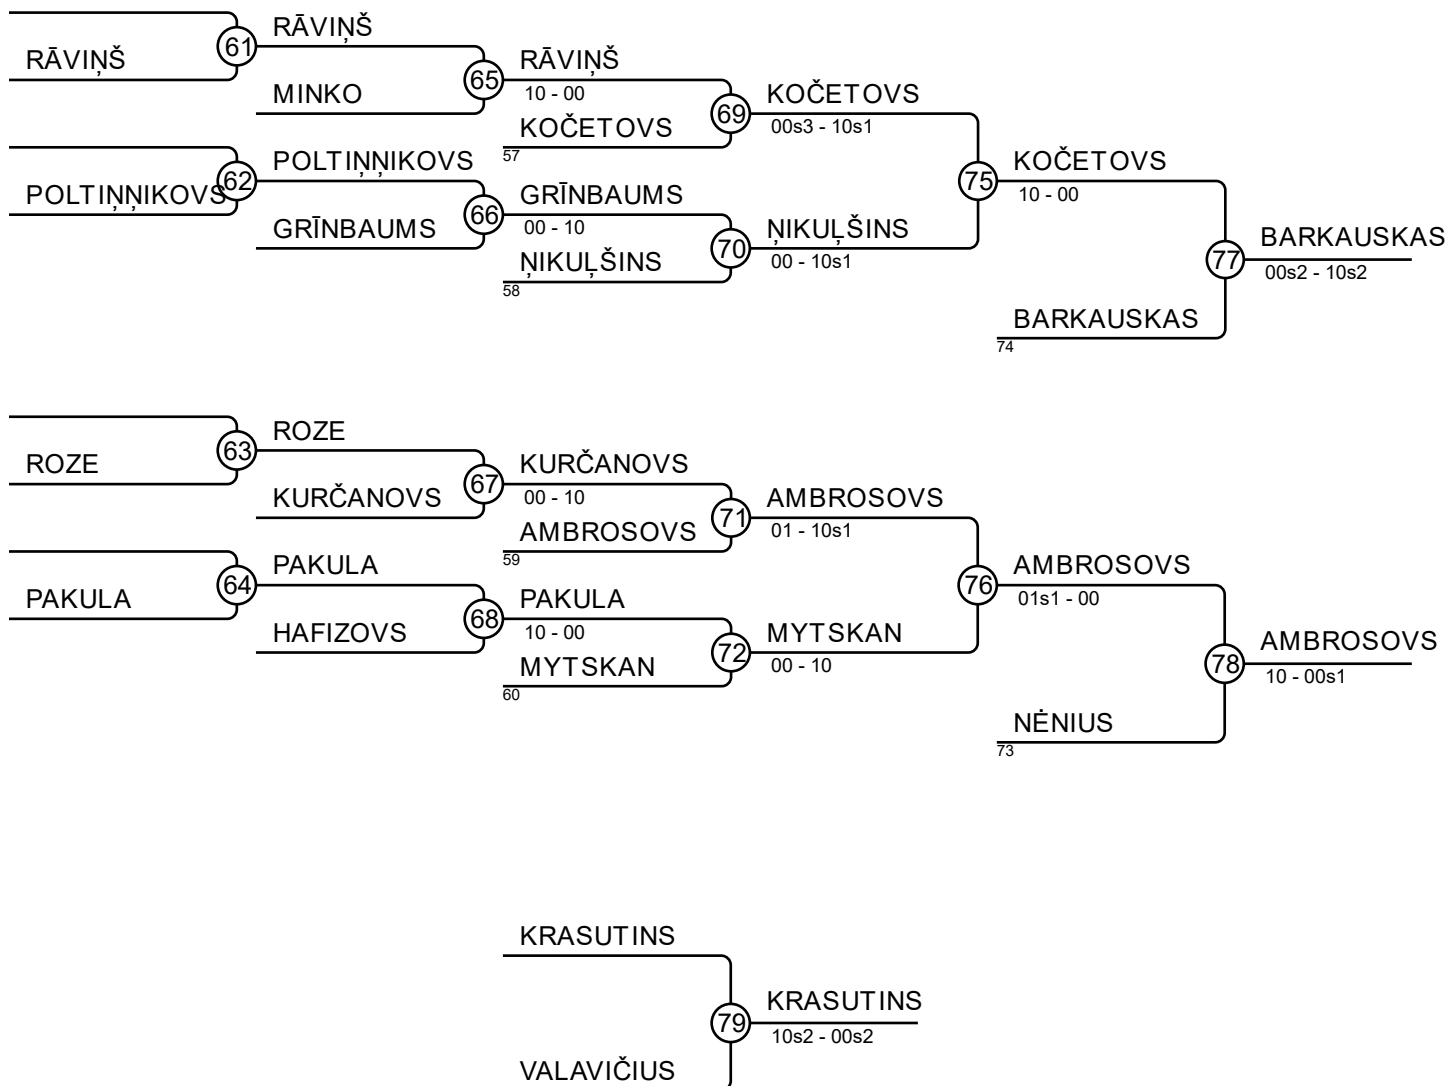 RĀVIŅŠ
61
RĀVIŅŠ
MINKO
65
RĀVIŅŠ
10 - 00
KOČETOVS
57
69
KOČETOVS
00s3 - 10s1
POLTIŅŅIKOVS
62
POLTIŅŅIKOVS
GRĪNBAUMS
66
GRĪNBAUMS
00 - 10
ŅIKUĻŠINS
58
70
ŅIKUĻŠINS
00 - 10s1
75
KOČETOVS
10 - 00
BARKAUSKAS
74
77
BARKAUSKAS
00s2 - 10s2
ROZE
63
ROZE
KURČANOVS
67
KURČANOVS
00 - 10
AMBROSOVS
59
71
AMBROSOVS
01 - 10s1
PAKULA
64
PAKULA
HAFIZOVS
68
PAKULA
10 - 00
MYTSKAN
60
72
MYTSKAN
00 - 10
76
AMBROSOVS
01s1 - 00
NĖNIUS
73
78
AMBROSOVS
10 - 00s1
KRASUTINS
79
KRASUTINS
10s2 - 00s2
VALAVIČIUS